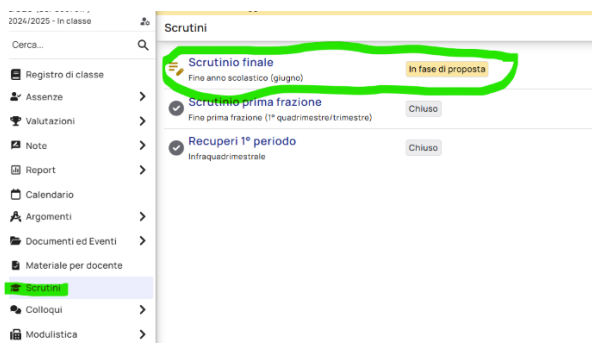 2024/2025 - In classe
Cerca...
Registro di classe
Assenze
Valutazioni
Note
Report
Calendario
Argomenti
Documenti ed Eventi
Materiale per docente
Scrutini
Colloqui
Modulistica
Scrutini
Scrutinio finale
Fine anno scolastico (giugno)
In fase di proposta
Scrutinio prima frazione
Fine prima frazione (1° quadrimestre/trimestre)
Chiuso
Recuperi 1° periodo
Infraquadrimestrale
Chiuso